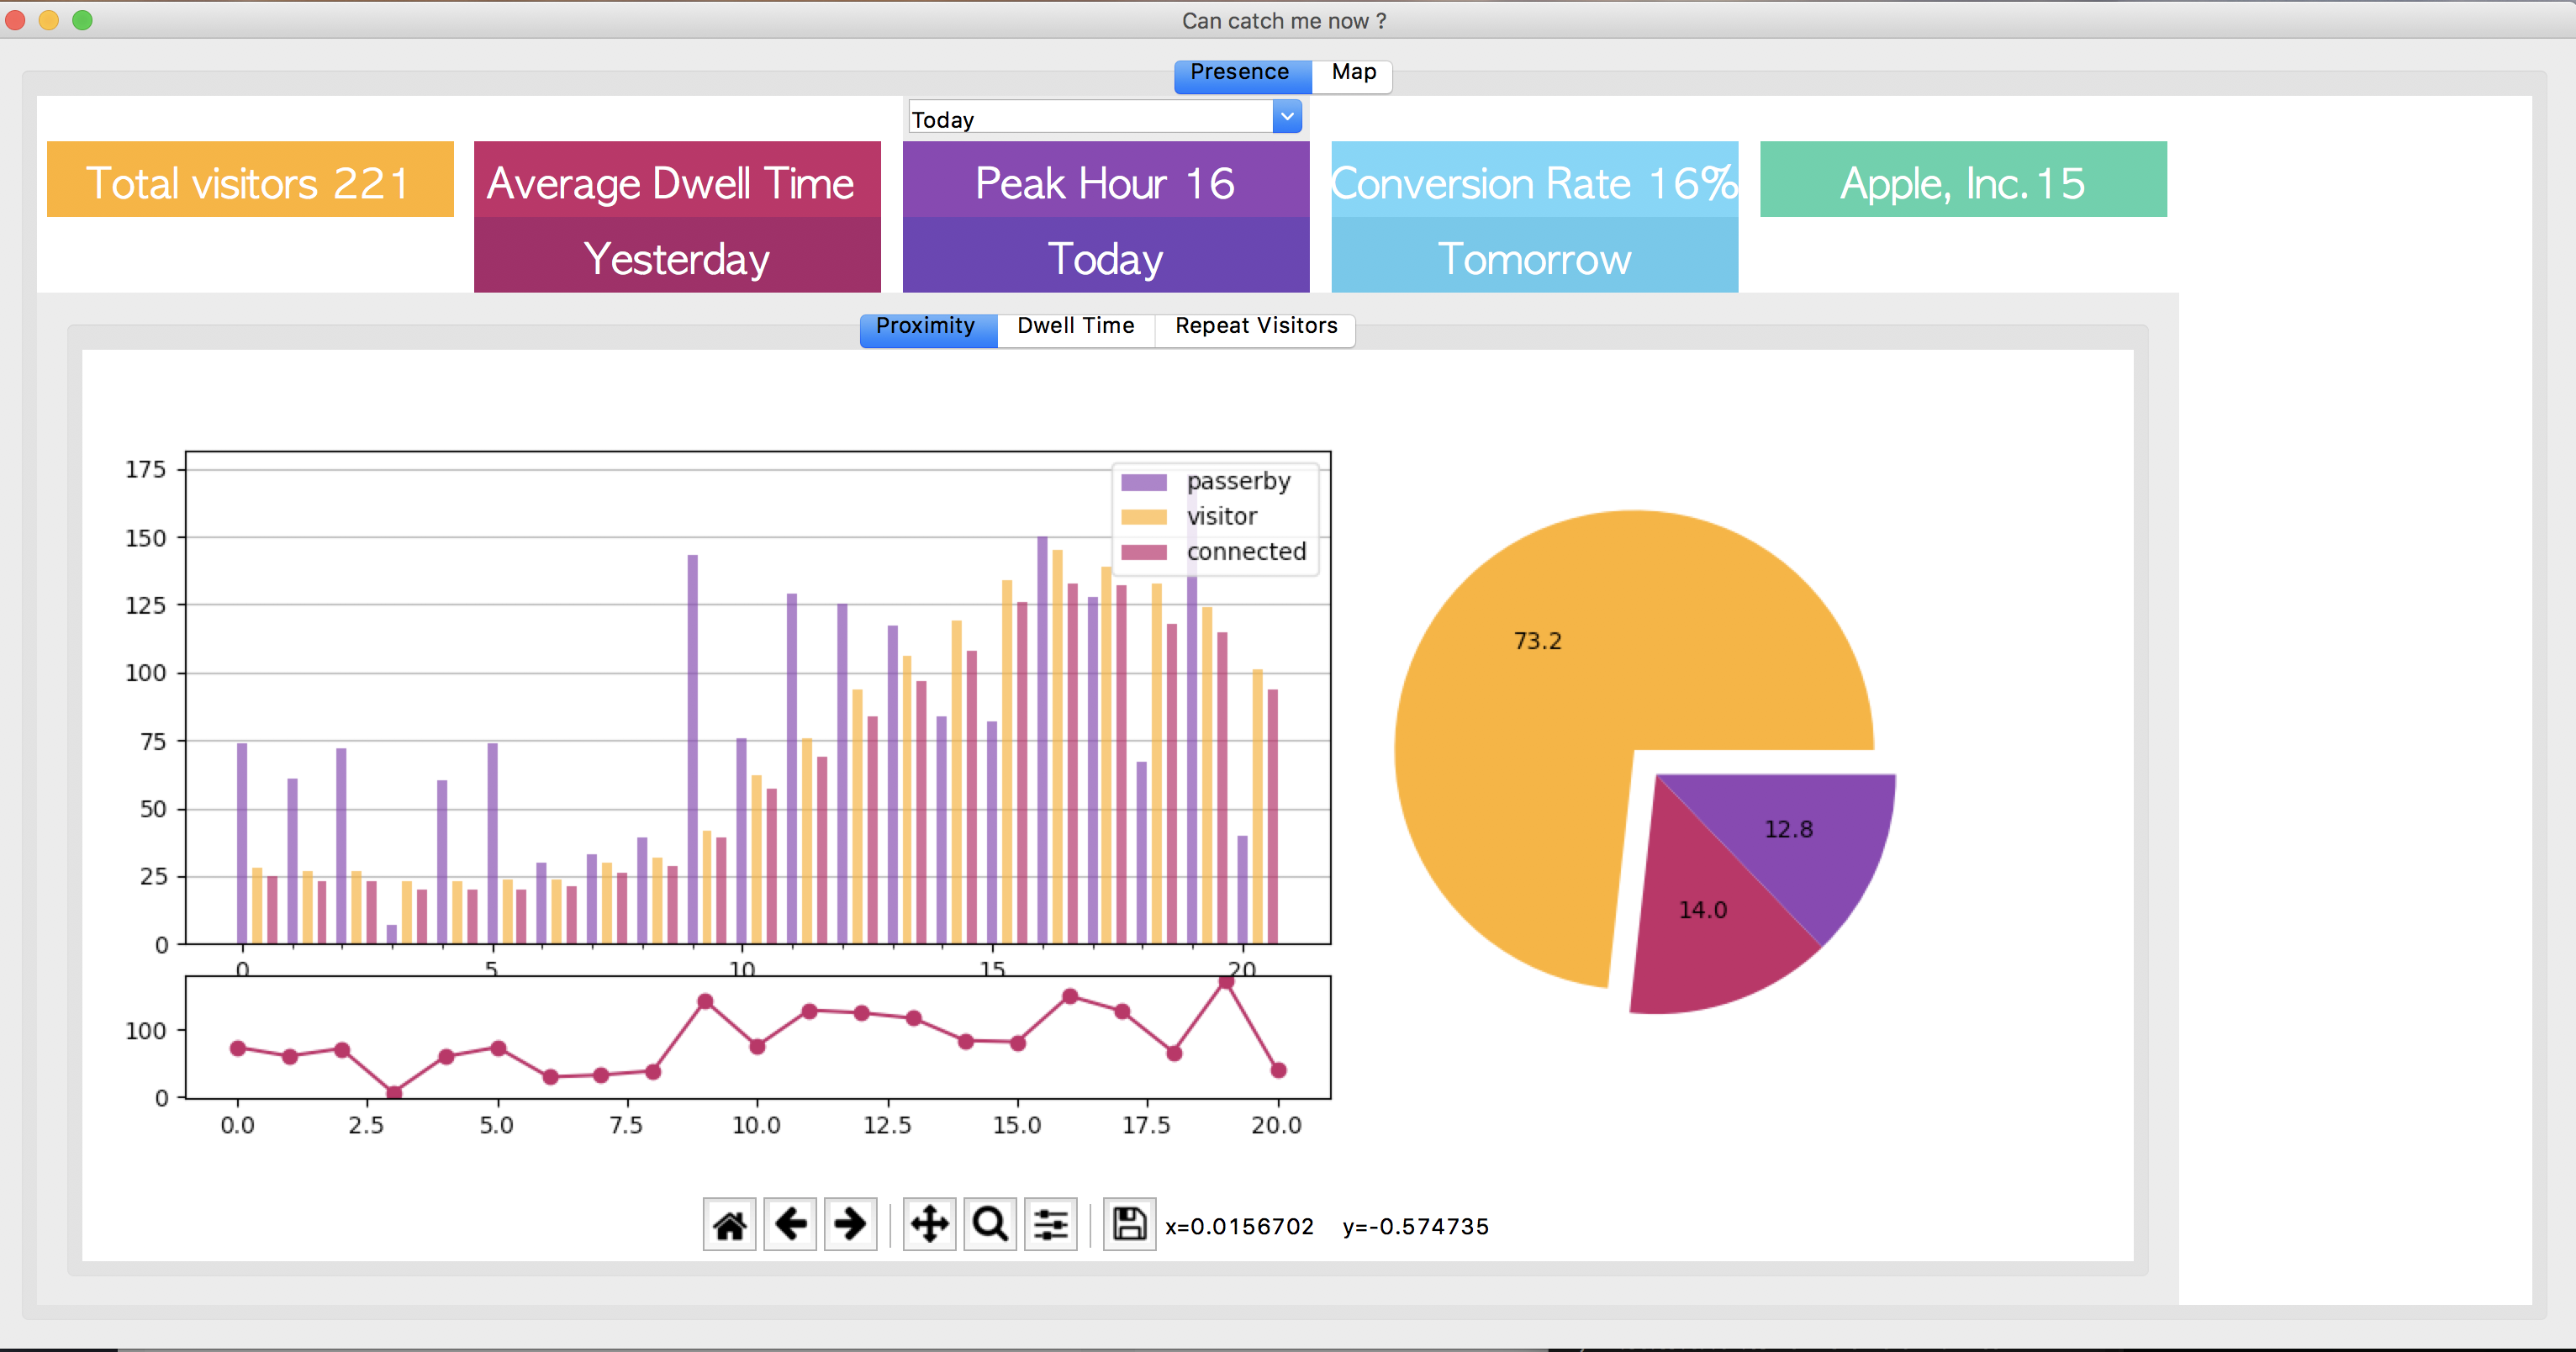 Can catch me now ?
Presence Map
Today
Total visitors 221 Average Dwell Time Peak Hour 16 Conversion Rate 16% Apple, Inc. 15
Yesterday Today Tomorrow
Proximity Dwell Time Repeat Visitors
175
150
125
100
75
50
25
0
0 5 10 15 20
passerby
visitor
connected
100
0
0.0 2.5 5.0 7.5 10.0 12.5 15.0 17.5 20.0
73.2
12.8
14.0
x=0.0156702 y=-0.574735